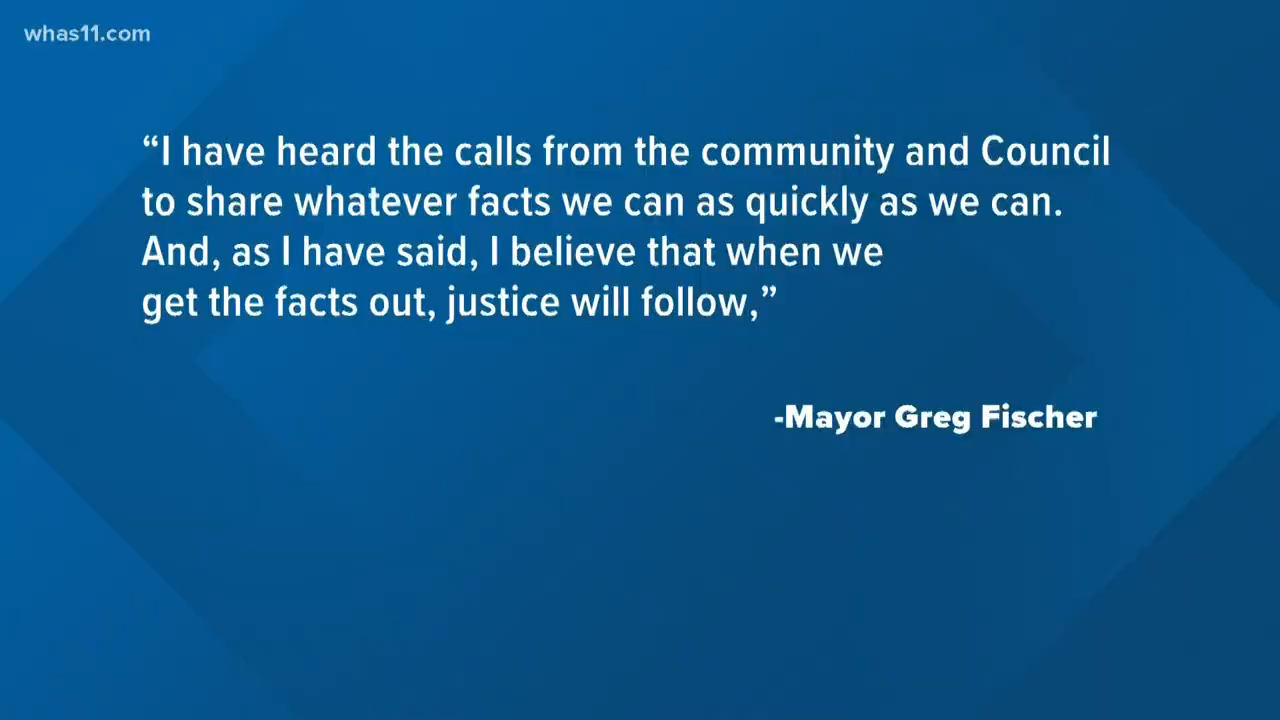 whas11.com
“I have heard the calls from the community and Council
to share whatever facts we can as quickly as we can.
And, as I have said, I believe that when we
get the facts out, justice will follow,”
-Mayor Greg Fischer